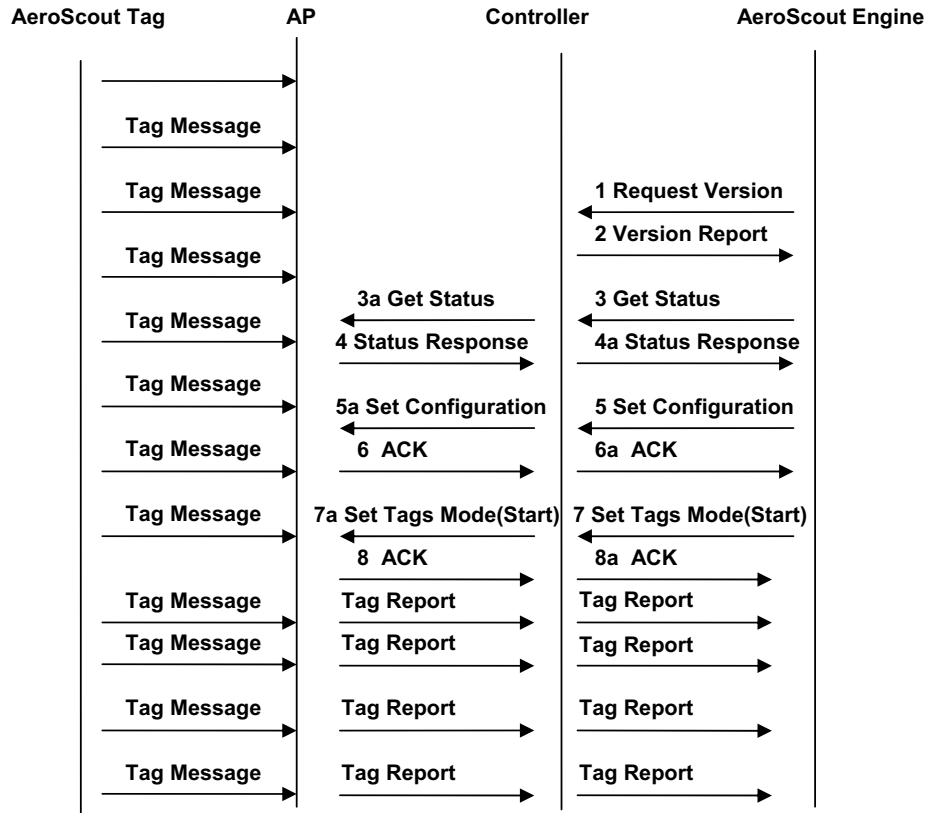 AeroScout Tag AP Controller AeroScout Engine
Tag Message
Tag Message 1 Request Version
2 Version Report
Tag Message
3a Get Status 3 Get Status
Tag Message
4 Status Response 4a Status Response
Tag Message
5a Set Configuration 5 Set Configuration
Tag Message 6 ACK 6a ACK
Tag Message 7a Set Tags Mode(Start) 7 Set Tags Mode(Start)
8 ACK 8a ACK
Tag Message Tag Report Tag Report
Tag Message Tag Report Tag Report
Tag Message Tag Report Tag Report
Tag Message Tag Report Tag Report